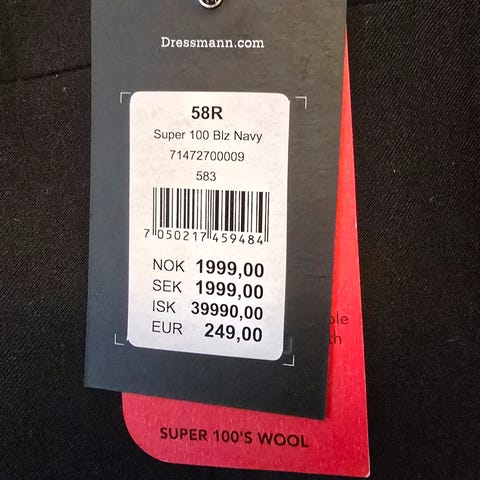 Dressmann.com
58R
Super 100 Blz Navy
71472700009
583
7 050217 459484
NOK 1999,00
SEK 1999,00
ISK 39990,00
EUR 249,00
SUPER 100'S WOOL